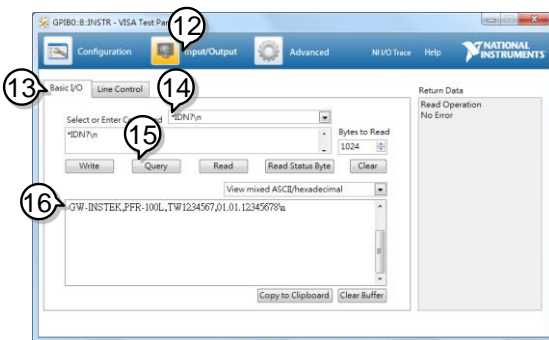 GPIB0::8::INSTR - VISA Test Pan
12
Configuration
Input/Output
Advanced
NI I/O Trace
Help
NATIONAL
INSTRUMENTS
13
Basic I/O
Line Control
14
Return Data
Read Operation
No Error
Select or Enter Command
*IDN?\n
15
*IDN?\n
Bytes to Read
1024
Write
Query
Read
Read Status Byte
Clear
View mixed ASCII/hexadecimal
16
GW-INSTEK,PFR-100L,TW1234567,01.01.12345678\n
Copy to Clipboard
Clear Buffer